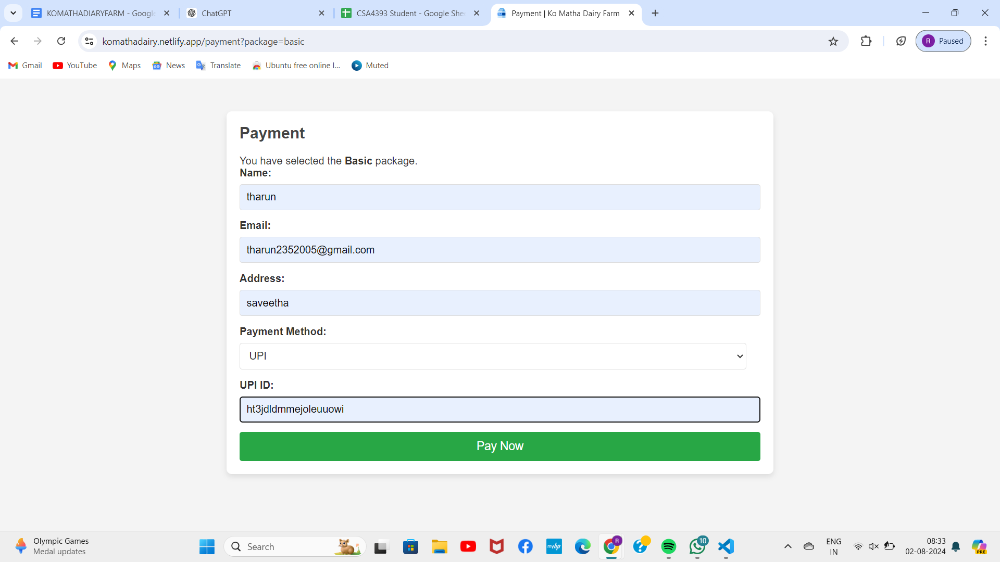 KOMATHADIARYFARM - Google
ChatGPT
CSA4393 Student - Google She
Payment | Ko Matha Dairy Farm
komathadairy.netlify.app/payment?package=basic
R
Paused
Gmail
YouTube
Maps
News
Translate
Ubuntu free online l...
Muted
Payment
You have selected the Basic package.
Name:
tharun
Email:
tharun2352005@gmail.com
Address:
saveetha
Payment Method:
UPI
UPI ID:
ht3jdldmmejoleuuowi
Pay Now
Olympic Games
Medal updates
Search
myhp
R
10
ENG
IN
08:33
02-08-2024
PRE